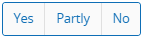 Yes Partly No